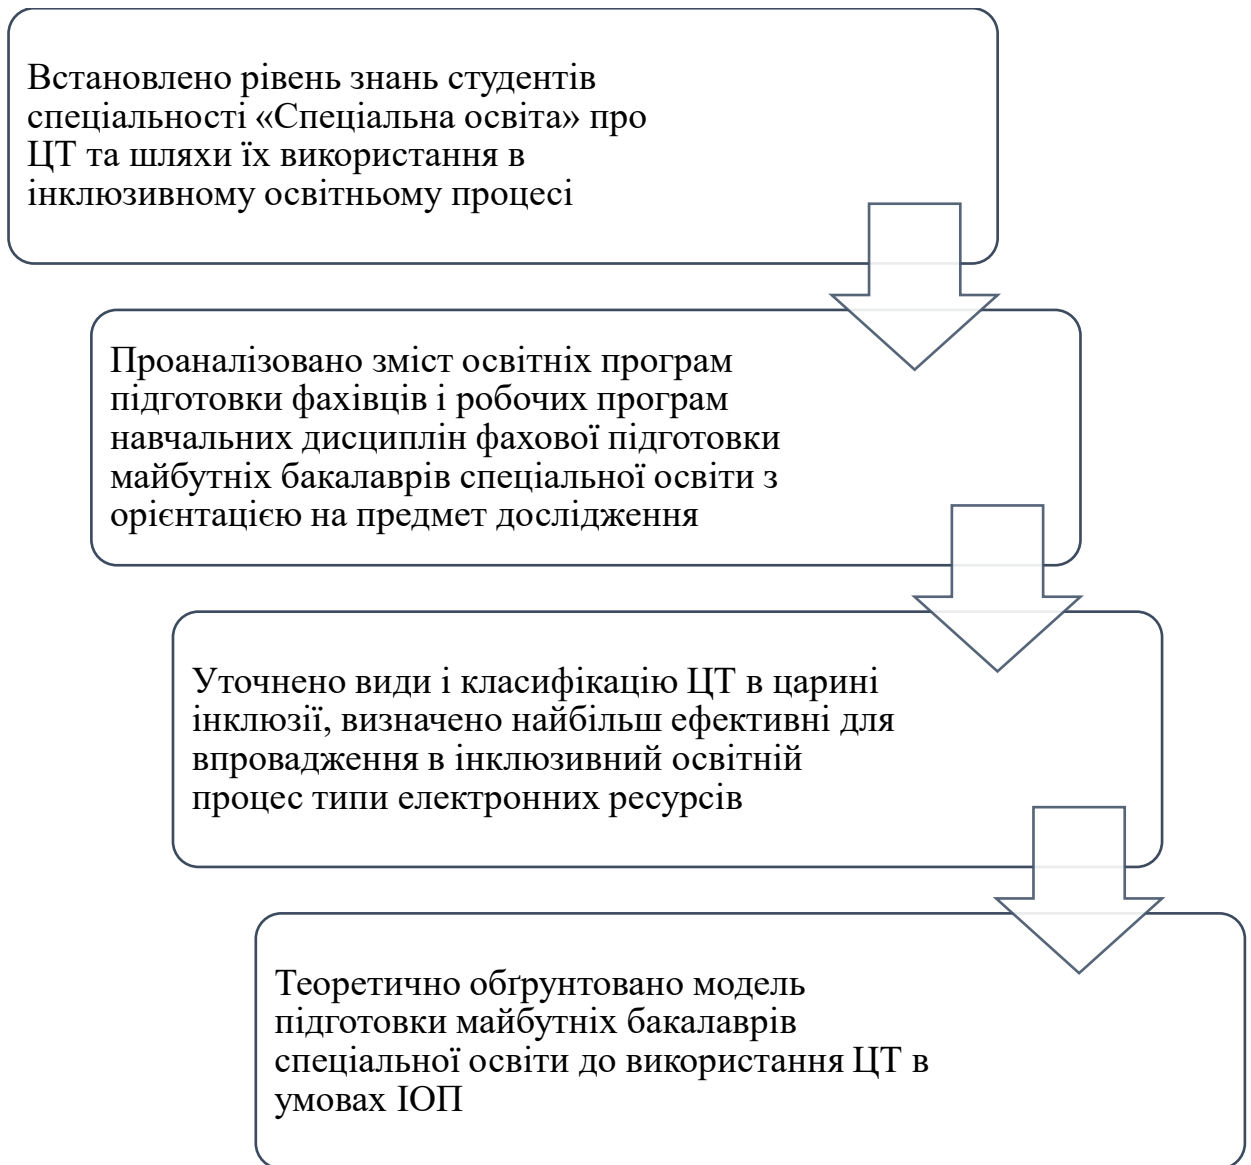 Встановлено рівень знань студентів
спеціальності «Спеціальна освіта» про
ЦТ та шляхи їх використання в
інклюзивному освітньому процесі
Проаналізовано зміст освітніх програм
підготовки фахівців і робочих програм
навчальних дисциплін фахової підготовки
майбутніх бакалаврів спеціальної освіти з
орієнтацією на предмет дослідження
Уточнено види і класифікацію ЦТ в царині
інклюзії, визначено найбільш ефективні для
впровадження в інклюзивний освітній
процес типи електронних ресурсів
Теоретично обґрунтовано модель
підготовки майбутніх бакалаврів
спеціальної освіти до використання ЦТ в
умовах ІОП